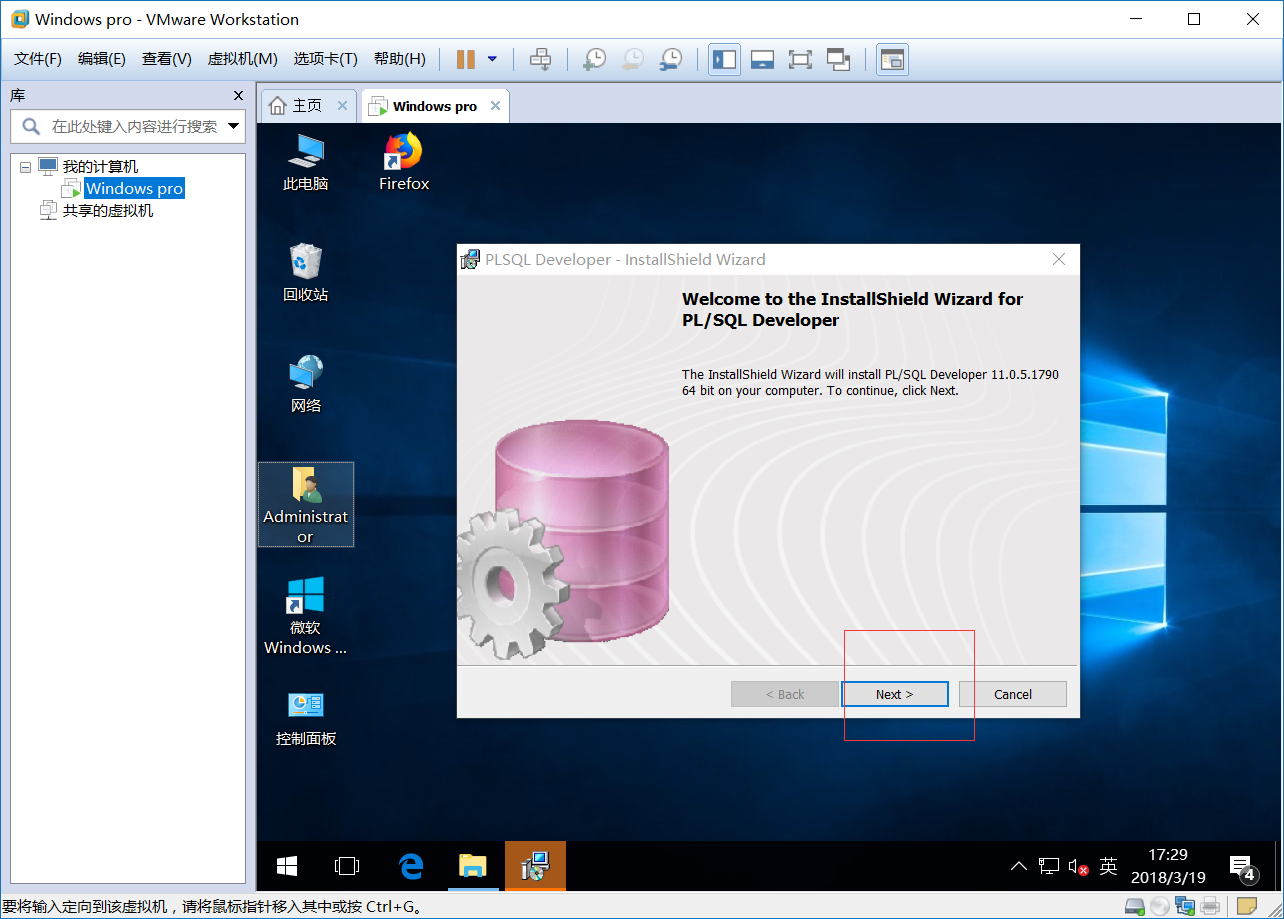 Windows pro - VMware Workstation
文件(F) 编辑(E) 查看(V) 虚拟机(M) 选项卡(T) 帮助(H)
库
在此处键入内容进行搜索
我的计算机
Windows pro
共享的虚拟机
主页
Windows pro
此电脑
Firefox
回收站
网络
Administrat
or
微软
Windows ...
控制面板
PLSQL Developer - InstallShield Wizard
Welcome to the InstallShield Wizard for
PL/SQL Developer
The InstallShield Wizard will install PL/SQL Developer 11.0.5.1790
64 bit on your computer. To continue, click Next.
< Back
Next >
Cancel
英
17:29
2018/3/19
4
要将输入定向到该虚拟机，请将鼠标指针移入其中或按 Ctrl+G。